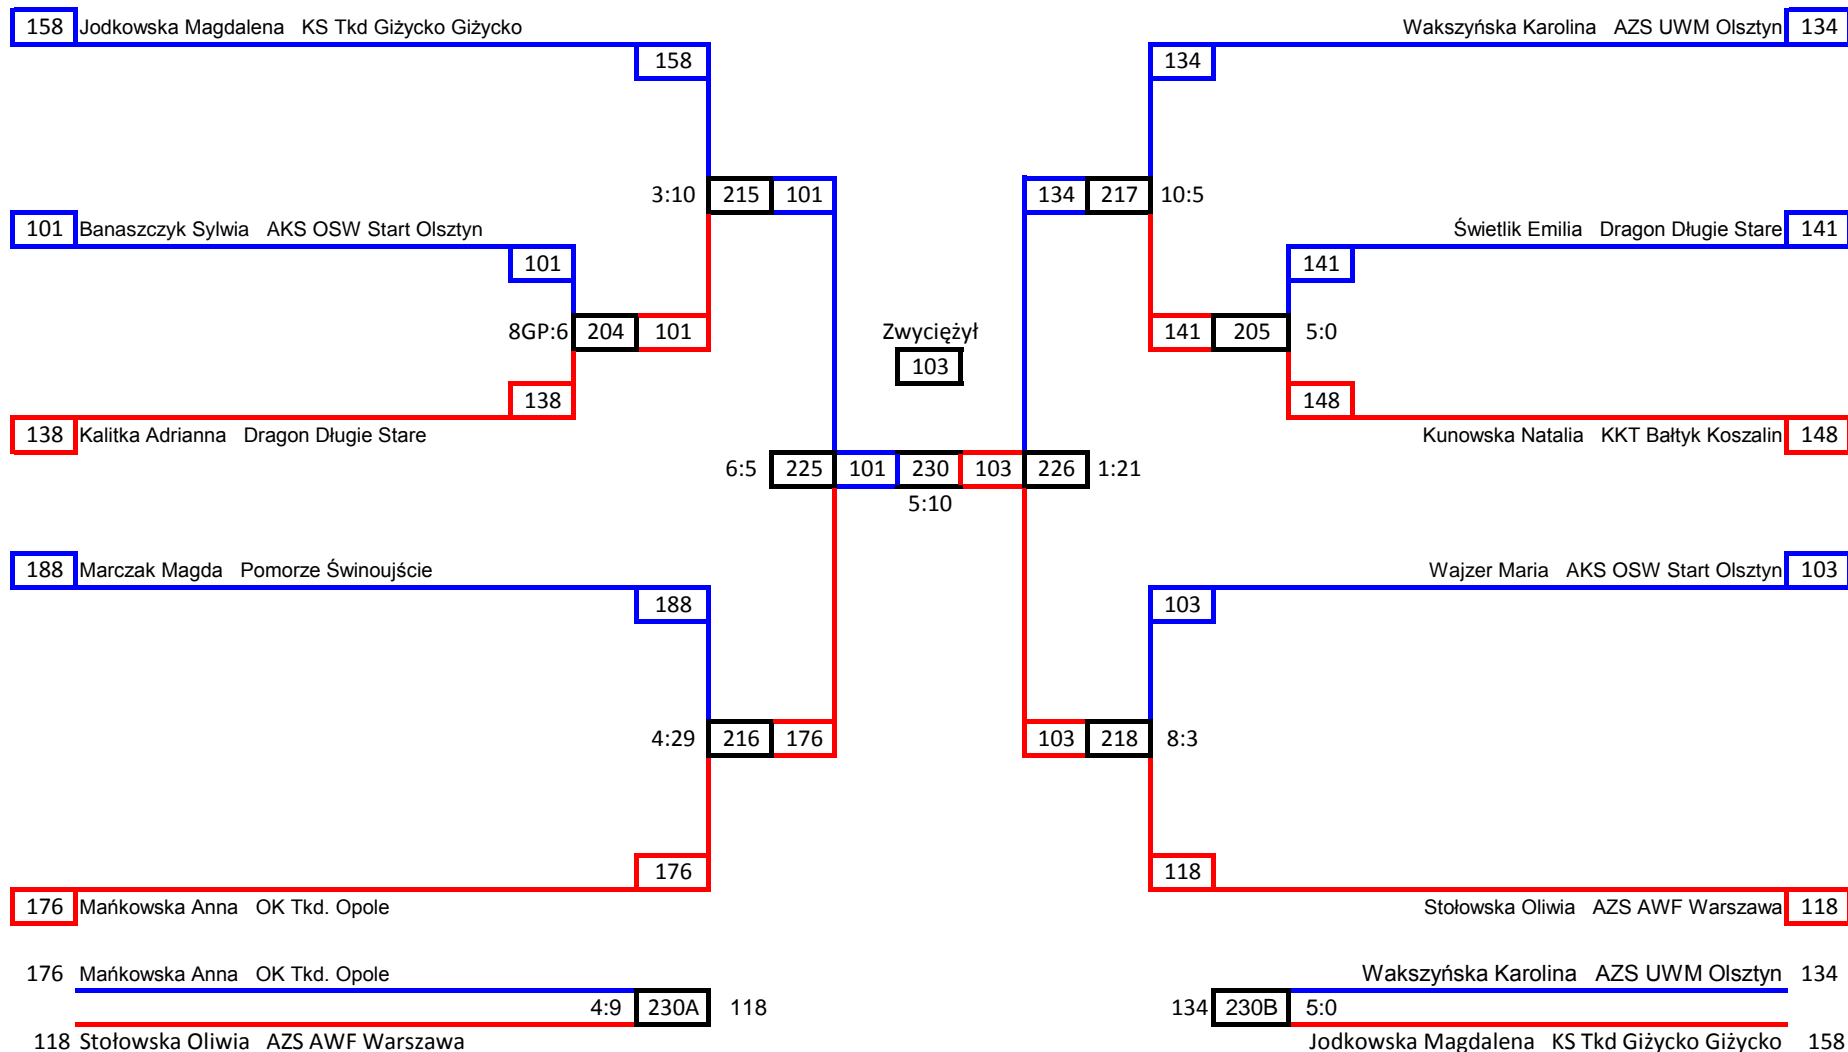 158 Jodkowska Magdalena KS Tkd Giżycko Giżycko
Wakszyńska Karolina AZS UWM Olsztyn 134
158
134
3:10 215 101
134 217 10:5
101 Banaszczyk Sylwia AKS OSW Start Olsztyn
Świetlik Emilia Dragon Długie Stare 141
101
141
8GP:6 204 101
Zwyciężył
141 205 5:0
103
138
148
138 Kalitka Adrianna Dragon Długie Stare
Kunowska Natalia KKT Bałtyk Koszalin 148
6:5 225 101 230 103 226 1:21
5:10
188 Marczak Magda Pomorze Świnoujście
Wajzer Maria AKS OSW Start Olsztyn 103
188
103
4:29 216 176
103 218 8:3
176
118
176 Mańkowska Anna OK Tkd. Opole
Stołowska Oliwia AZS AWF Warszawa 118
176 Mańkowska Anna OK Tkd. Opole
Wakszyńska Karolina AZS UWM Olsztyn 134
4:9 230A 118
134 230B 5:0
118 Stołowska Oliwia AZS AWF Warszawa
Jodkowska Magdalena KS Tkd Giżycko Giżycko 158